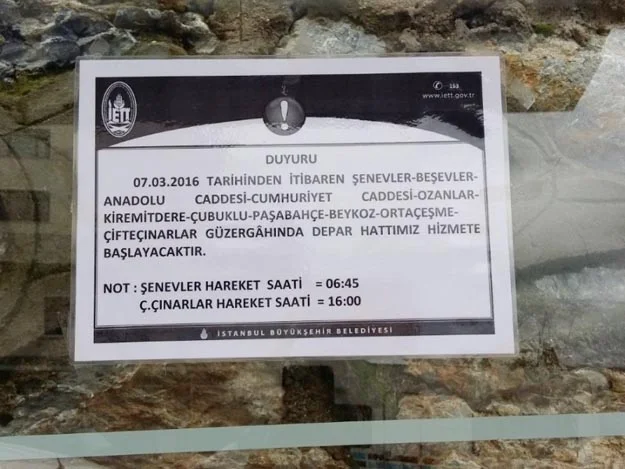 İETT
153
www.iett.gov.tr
DUYURU
07.03.2016 TARİHİNDEN İTİBAREN ŞENEVLER-BEŞEVLER-
ANADOLU CADDESİ-CUMHURİYET CADDESİ-OZANLAR-
KİREMİTDERE-ÇUBUKLU-PAŞABAHÇE-BEYKOZ-ORTAÇEŞME-
ÇİFTEÇINARLAR GÜZERGÂHINDA DEPAR HATTIMIZ HİZMETE
BAŞLAYACAKTIR.
NOT : ŞENEVLER HAREKET SAATİ = 06:45
Ç.ÇINARLAR HAREKET SAATİ = 16:00
İSTANBUL BÜYÜKŞEHİR BELEDİYESİ